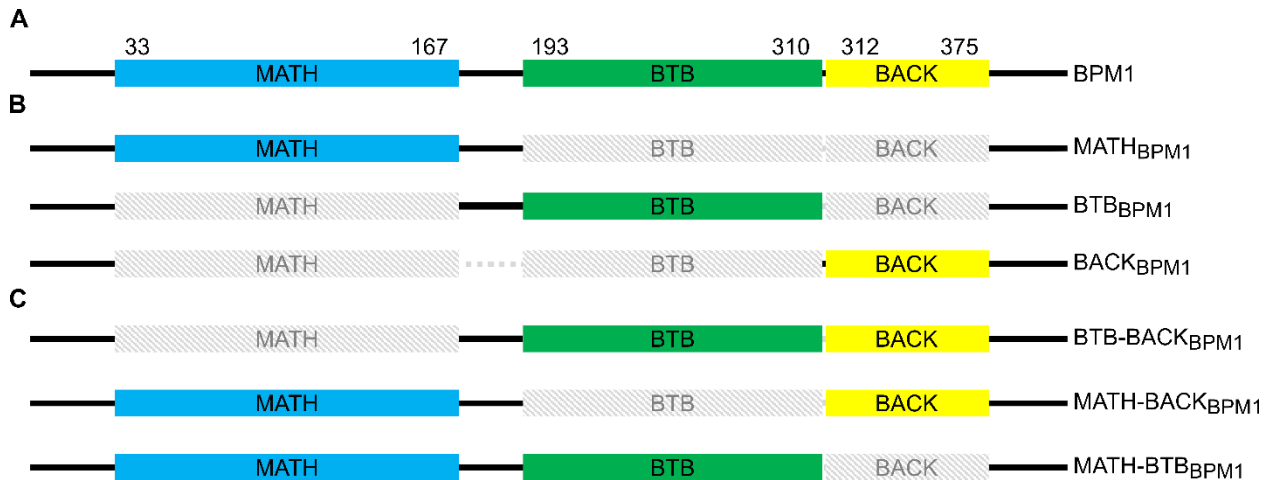 A
33 167 193 310 312 375
MATH BTB BACK BPM1
B
MATH BTB BACK MATHBPM1
MATH BTB BACK BTBBPM1
MATH BTB BACK BACKBPM1
C
MATH BTB BACK BTB-BACKBPM1
MATH BTB BACK MATH-BACKBPM1
MATH BTB BACK MATH-BTBBPM1